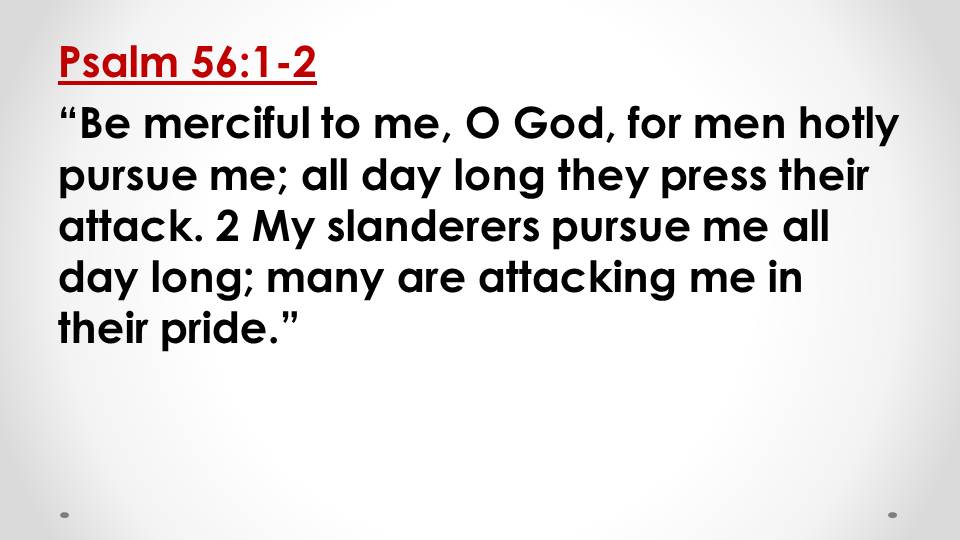 Psalm 56:1-2
“Be merciful to me, O God, for men hotly
pursue me; all day long they press their
attack. 2 My slanderers pursue me all
day long; many are attacking me in
their pride.”